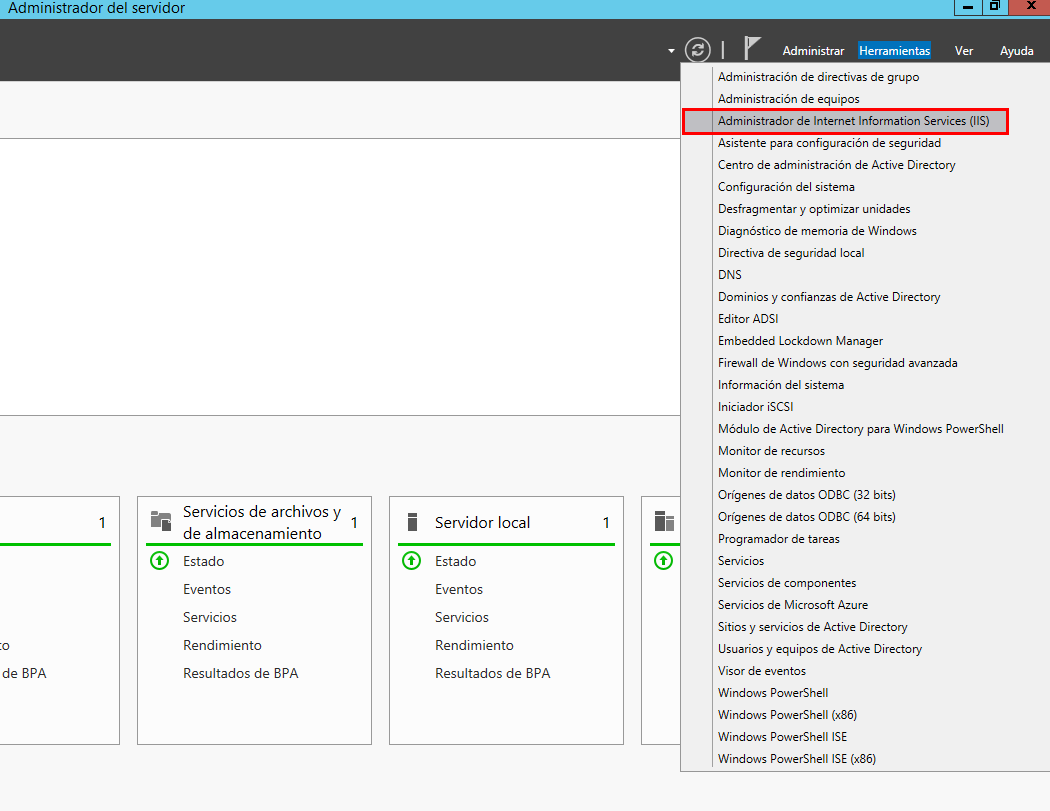 Administrador del servidor
Administrar Herramientas Ver Ayuda
Administración de directivas de grupo
Administración de equipos
Administrador de Internet Information Services (IIS)
Asistente para configuración de seguridad
Centro de administración de Active Directory
Configuración del sistema
Desfragmentar y optimizar unidades
Diagnóstico de memoria de Windows
Directiva de seguridad local
DNS
Dominios y confianzas de Active Directory
Editor ADSI
Embedded Lockdown Manager
Firewall de Windows con seguridad avanzada
Información del sistema
Iniciador iSCSI
Módulo de Active Directory para Windows PowerShell
Monitor de recursos
Monitor de rendimiento
Orígenes de datos ODBC (32 bits)
Orígenes de datos ODBC (64 bits)
Programador de tareas
Servicios
Servicios de componentes
Servicios de Microsoft Azure
Sitios y servicios de Active Directory
Usuarios y equipos de Active Directory
Visor de eventos
Windows PowerShell
Windows PowerShell (x86)
Windows PowerShell ISE
Windows PowerShell ISE (x86)
1
to
de BPA
Servicios de archivos y
de almacenamiento
1
Estado
Eventos
Servicios
Rendimiento
Resultados de BPA
Servidor local
1
Estado
Eventos
Servicios
Rendimiento
Resultados de BPA